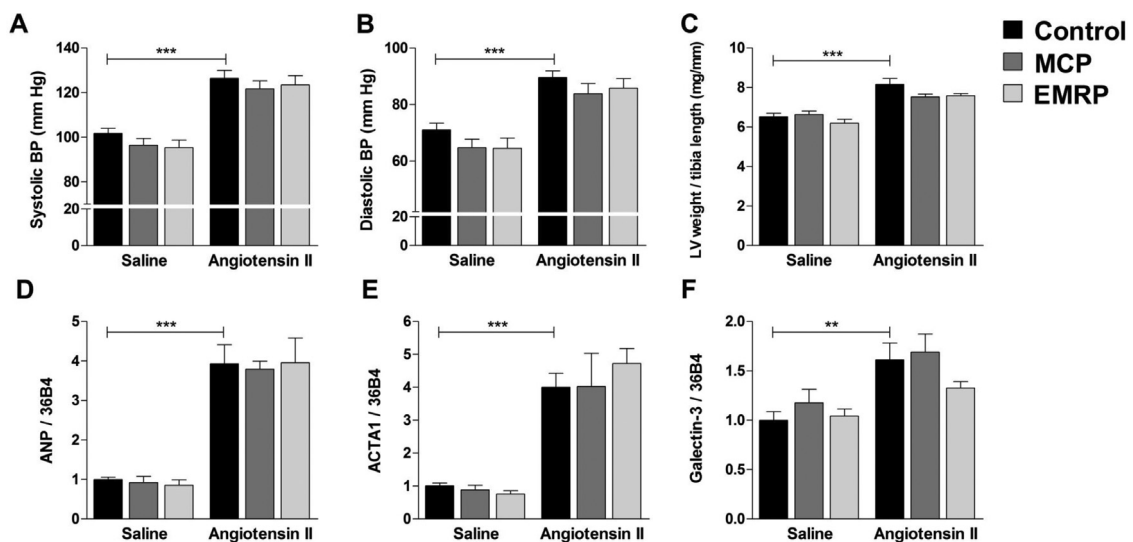 A
Systolic BP (mm Hg)
140
120
100
80
20
0
***
Saline
Angiotensin II
B
Diastolic BP (mm Hg)
100
80
60
20
0
***
Saline
Angiotensin II
C
LV weight / tibia length (mg/mm)
10
8
6
4
2
0
***
Saline
Angiotensin II
Control
MCP
EMRP
D
ANP / 36B4
5
4
3
2
1
0
***
Saline
Angiotensin II
E
ACTA1 / 36B4
6
5
4
3
2
1
0
***
Saline
Angiotensin II
F
Galectin-3 / 36B4
2.0
1.5
1.0
0.5
0.0
**
Saline
Angiotensin II